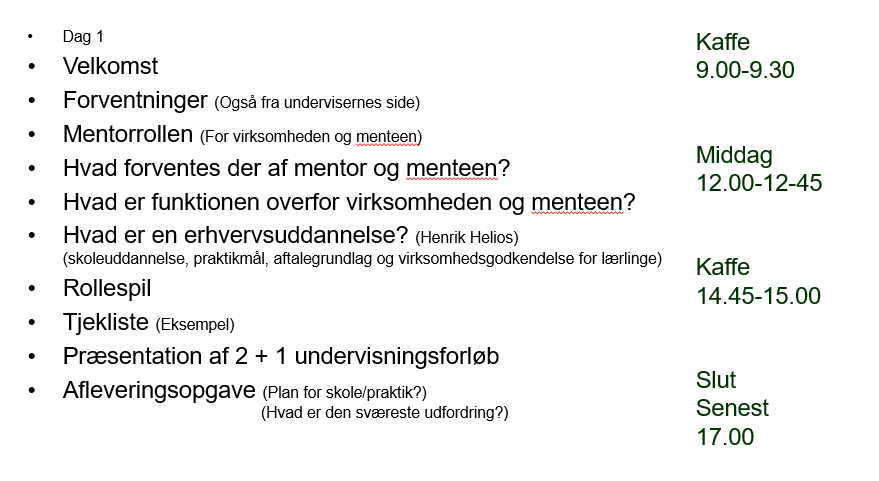 • Dag 1
• Velkomst
• Forventninger (Også fra undervisernes side)
• Mentorrollen (For virksomheden og menteen)
• Hvad forventes der af mentor og menteen?
• Hvad er funktionen overfor virksomheden og menteen?
• Hvad er en erhvervsuddannelse? (Henrik Helios)
(skoleuddannelse, praktikmål, aftalegrundlag og virksomhedsgodkendelse for lærlinge)
• Rollespil
• Tjekliste (Eksempel)
• Præsentation af 2 + 1 undervisningsforløb
• Afleveringsopgave (Plan for skole/praktik?)
(Hvad er den sværeste udfordring?)
Kaffe
9.00-9.30
Middag
12.00-12-45
Kaffe
14.45-15.00
Slut
Senest
17.00